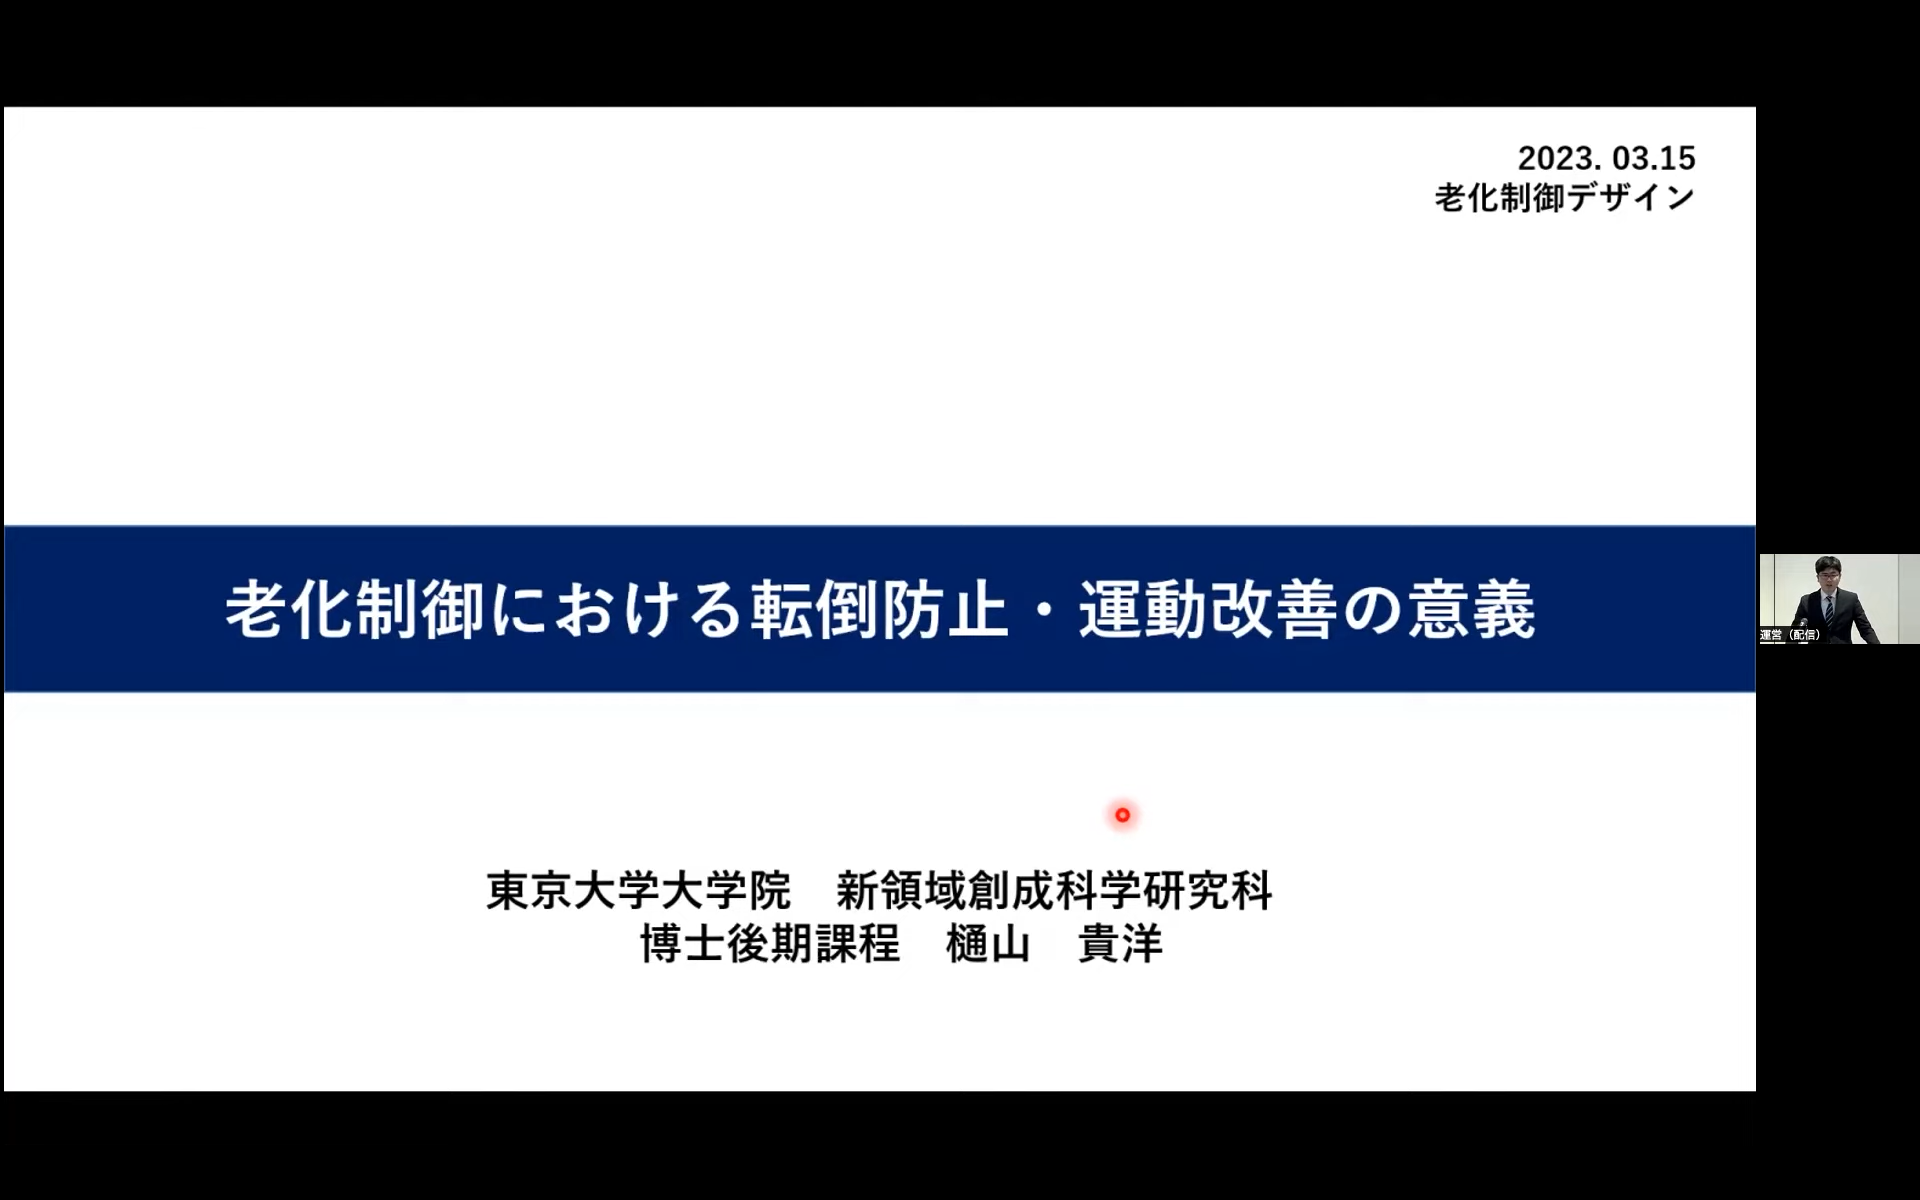 2023. 03.15
老化制御デザイン
老化制御における転倒防止・運動改善の意義
運営（配信）
東京大学大学院　新領域創成科学研究科
博士後期課程　樋山　貴洋